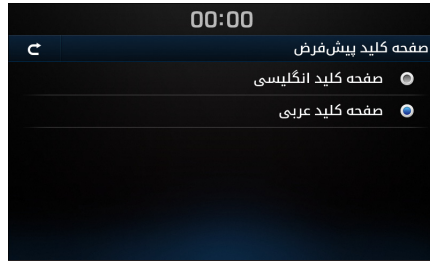 00:00
صفحه کلید پیش‌فرض
صفحه کلید انگلیسی
صفحه کلید عربی